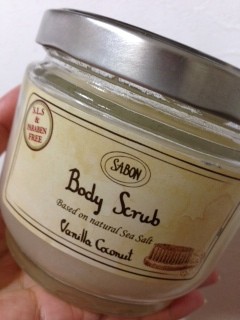 SLS
&
PARABEN
FREE
SABON
Body Scrub
Based on natural Sea Salt
Vanilla Coconut